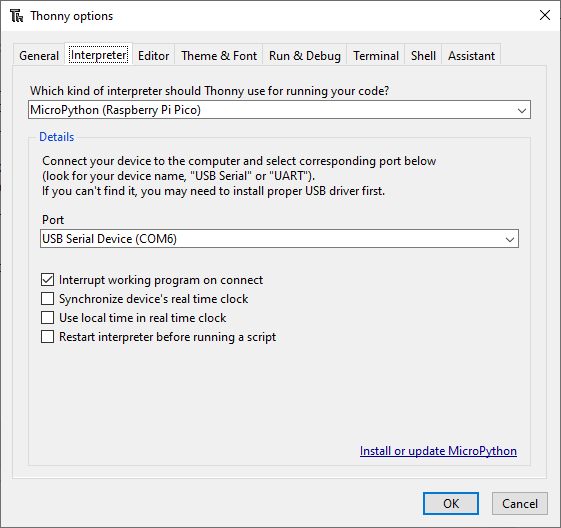 Thonny options
General Interpreter Editor Theme & Font Run & Debug Terminal Shell Assistant
Which kind of interpreter should Thonny use for running your code?
MicroPython (Raspberry Pi Pico)
Details
Connect your device to the computer and select corresponding port below
(look for your device name, "USB Serial" or "UART").
If you can't find it, you may need to install proper USB driver first.
Port
USB Serial Device (COM6)
Interrupt working program on connect
Synchronize device's real time clock
Use local time in real time clock
Restart interpreter before running a script
Install or update MicroPython
OK Cancel